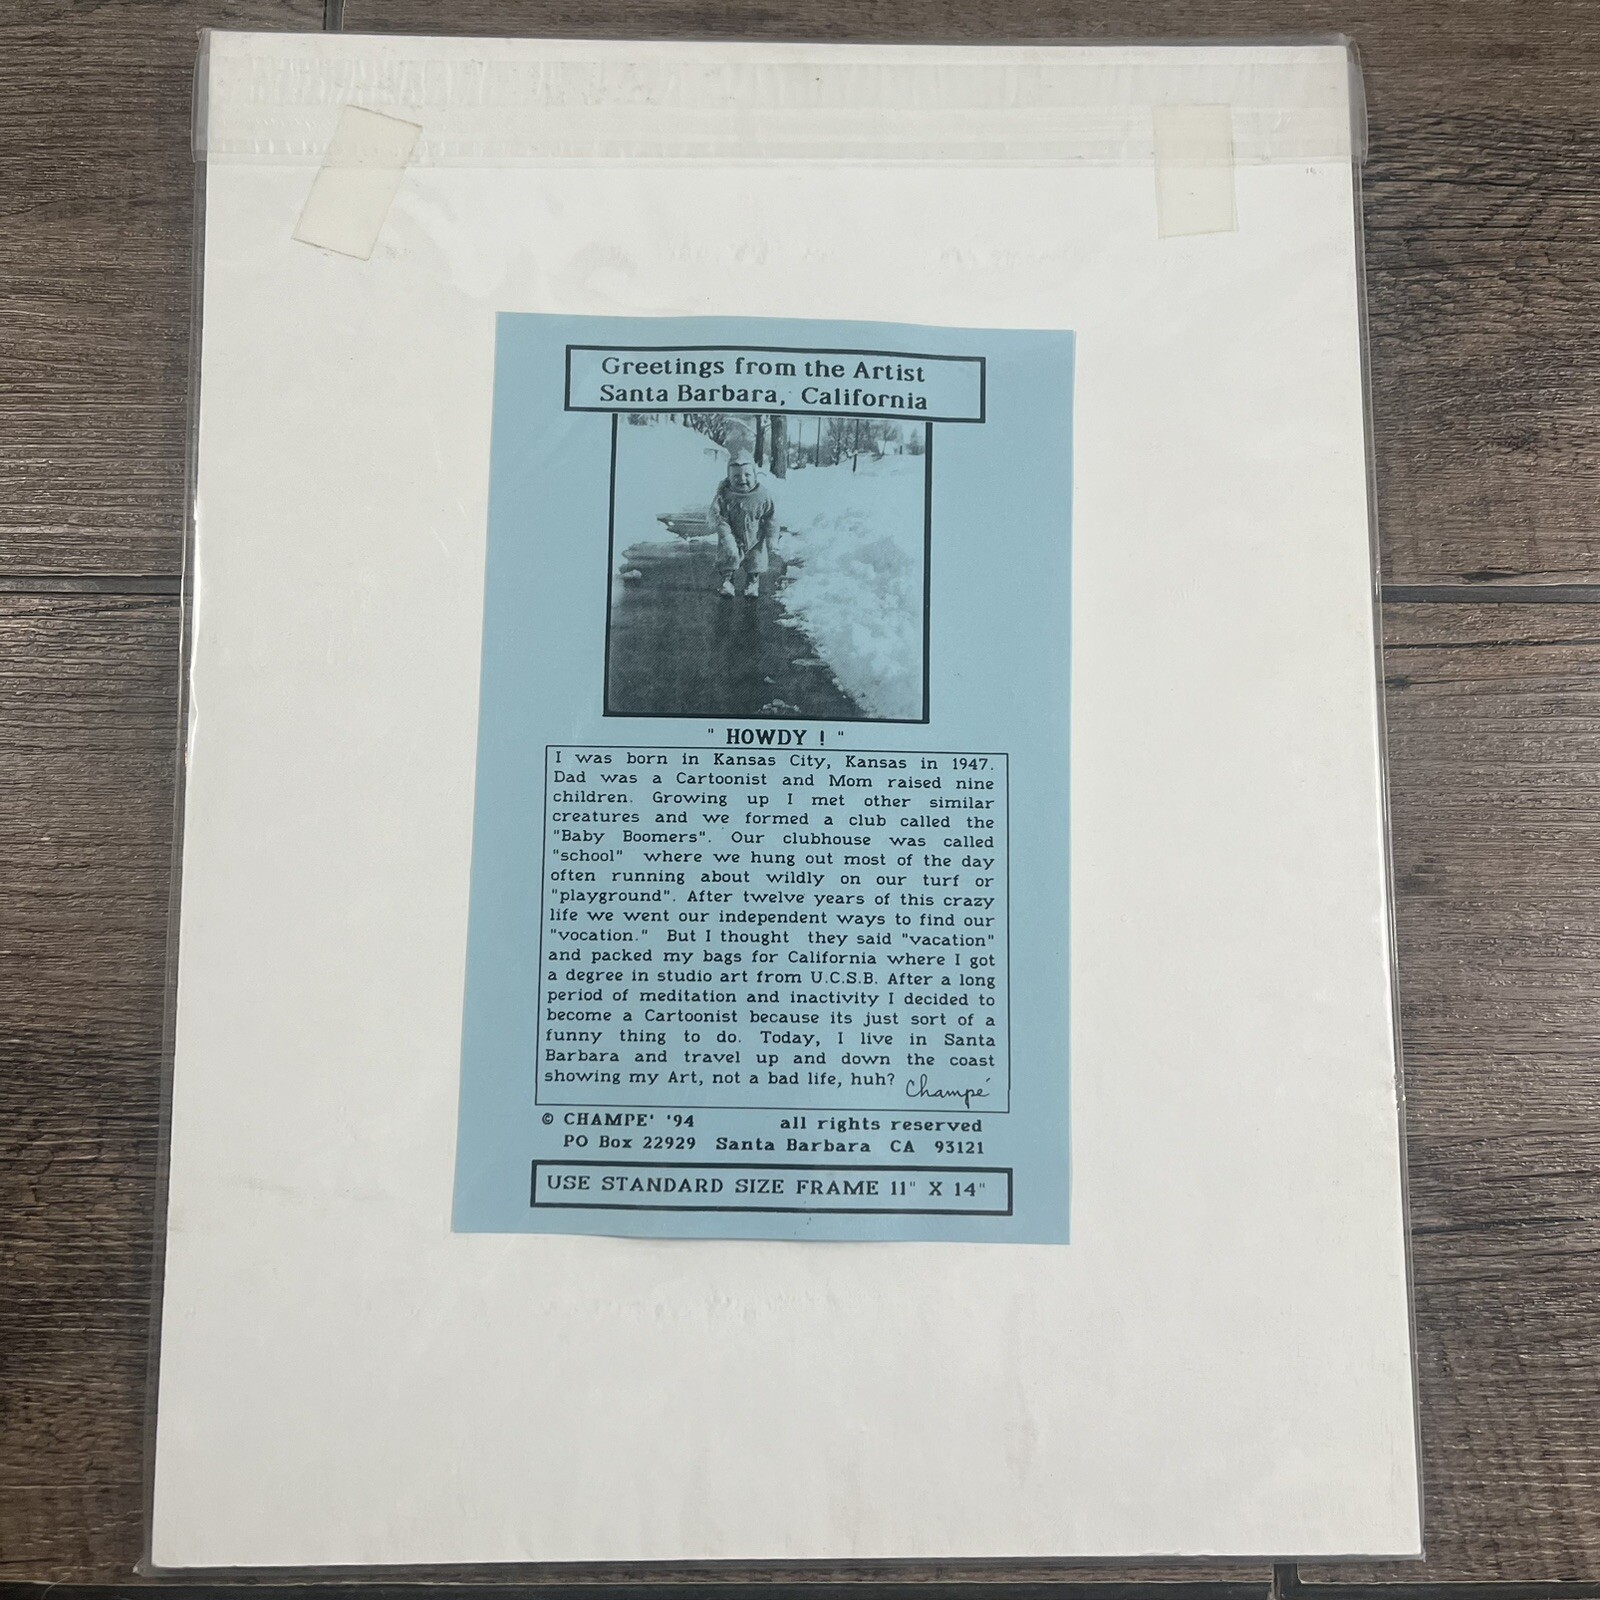 Greetings from the Artist
Santa Barbara, California
" HOWDY ! "
I was born in Kansas City, Kansas in 1947.
Dad was a Cartoonist and Mom raised nine
children. Growing up I met other similar
creatures and we formed a club called the
"Baby Boomers". Our clubhouse was called
"school" where we hung out most of the day
often running about wildly on our turf or
"playground". After twelve years of this crazy
life we went our independent ways to find our
"vocation." But I thought they said "vacation"
and packed my bags for California where I got
a degree in studio art from U.C.S.B. After a long
period of meditation and inactivity I decided to
become a Cartoonist because its just sort of a
funny thing to do. Today, I live in Santa
Barbara and travel up and down the coast
showing my Art, not a bad life, huh? Champé
© CHAMPE' '94 all rights reserved
PO Box 22929 Santa Barbara CA 93121
USE STANDARD SIZE FRAME 11" X 14"